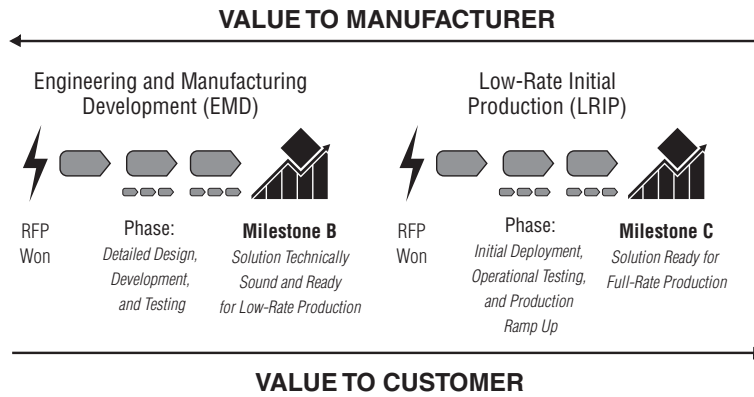 VALUE TO MANUFACTURER
Engineering and Manufacturing
Development (EMD)
RFP
Won
Phase:
Detailed Design,
Development,
and Testing
Milestone B
Solution Technically
Sound and Ready
for Low-Rate Production
Low-Rate Initial
Production (LRIP)
RFP
Won
Phase:
Initial Deployment,
Operational Testing,
and Production
Ramp Up
Milestone C
Solution Ready for
Full-Rate Production
VALUE TO CUSTOMER